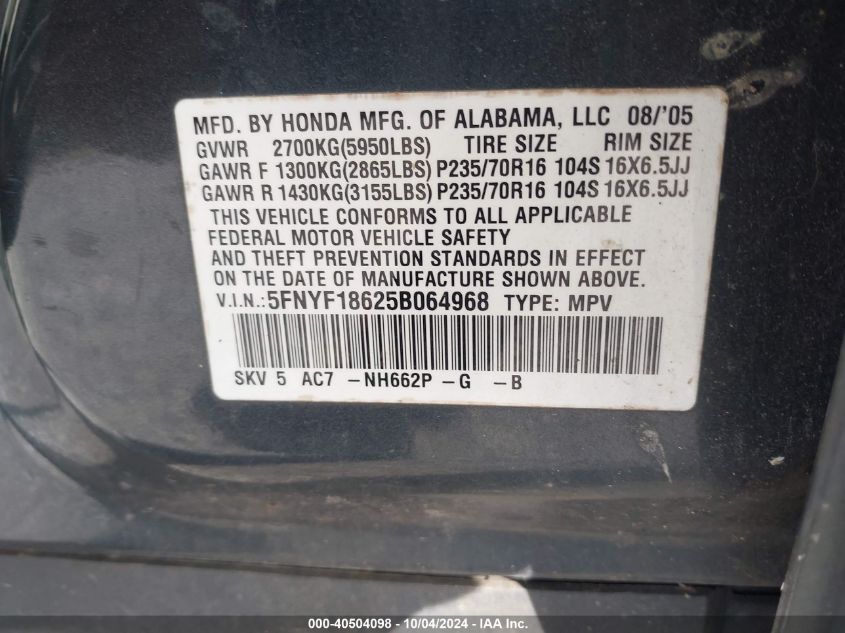 MFD. BY HONDA MFG. OF ALABAMA, LLC 08/'05
GVWR 2700KG(5950LBS) TIRE SIZE RIM SIZE
GAWR F 1300KG(2865LBS) P235/70R16 104S 16X6.5JJ
GAWR R 1430KG(3155LBS) P235/70R16 104S 16X6.5JJ
THIS VEHICLE CONFORMS TO ALL APPLICABLE
FEDERAL MOTOR VEHICLE SAFETY
AND THEFT PREVENTION STANDARDS IN EFFECT
ON THE DATE OF MANUFACTURE SHOWN ABOVE.
V.I.N.:5FNYF18625B064968 TYPE: MPV
SKV 5 AC7 -NH662P -G -B
000-40504098 - 10/04/2024 - IAA Inc.